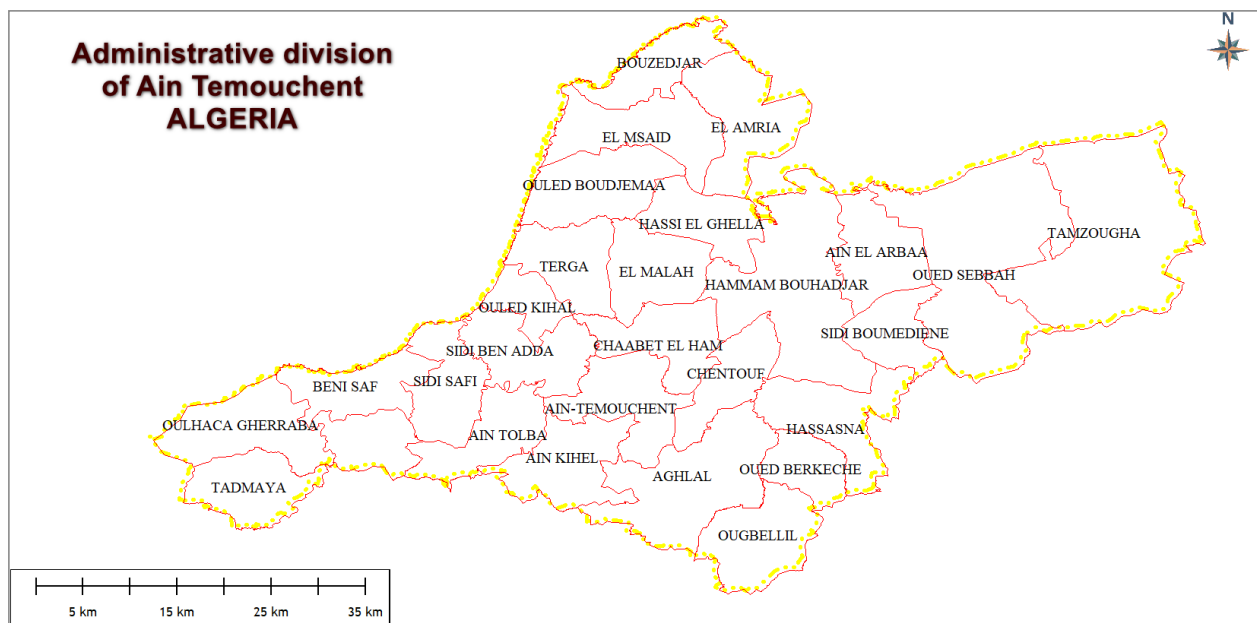 Administrative division
of Ain Temouchent
ALGERIA
N
BOUZEDJAR
EL MSAID
EL AMRIA
OULED BOUDJEMAA
HASSI EL GHELLA
TAMZOUGHA
AIN EL ARBAA
TERGA
EL MALAH
OUED SEBBAH
HAMMAM BOUHADJAR
OULED KIHAL
SIDI BOUMEDIENE
SIDI BEN ADDA
CHAABET EL HAM
CHENTOUF
BENI SAF
SIDI SAFI
AIN-TEMOUCHENT
OULHACA GHERRABA
AIN TOLBA
HASSASNA
AIN KIHEL
OUED BERKECHE
AGHLAL
TADMAYA
OUGBELLIL
5 km 15 km 25 km 35 km